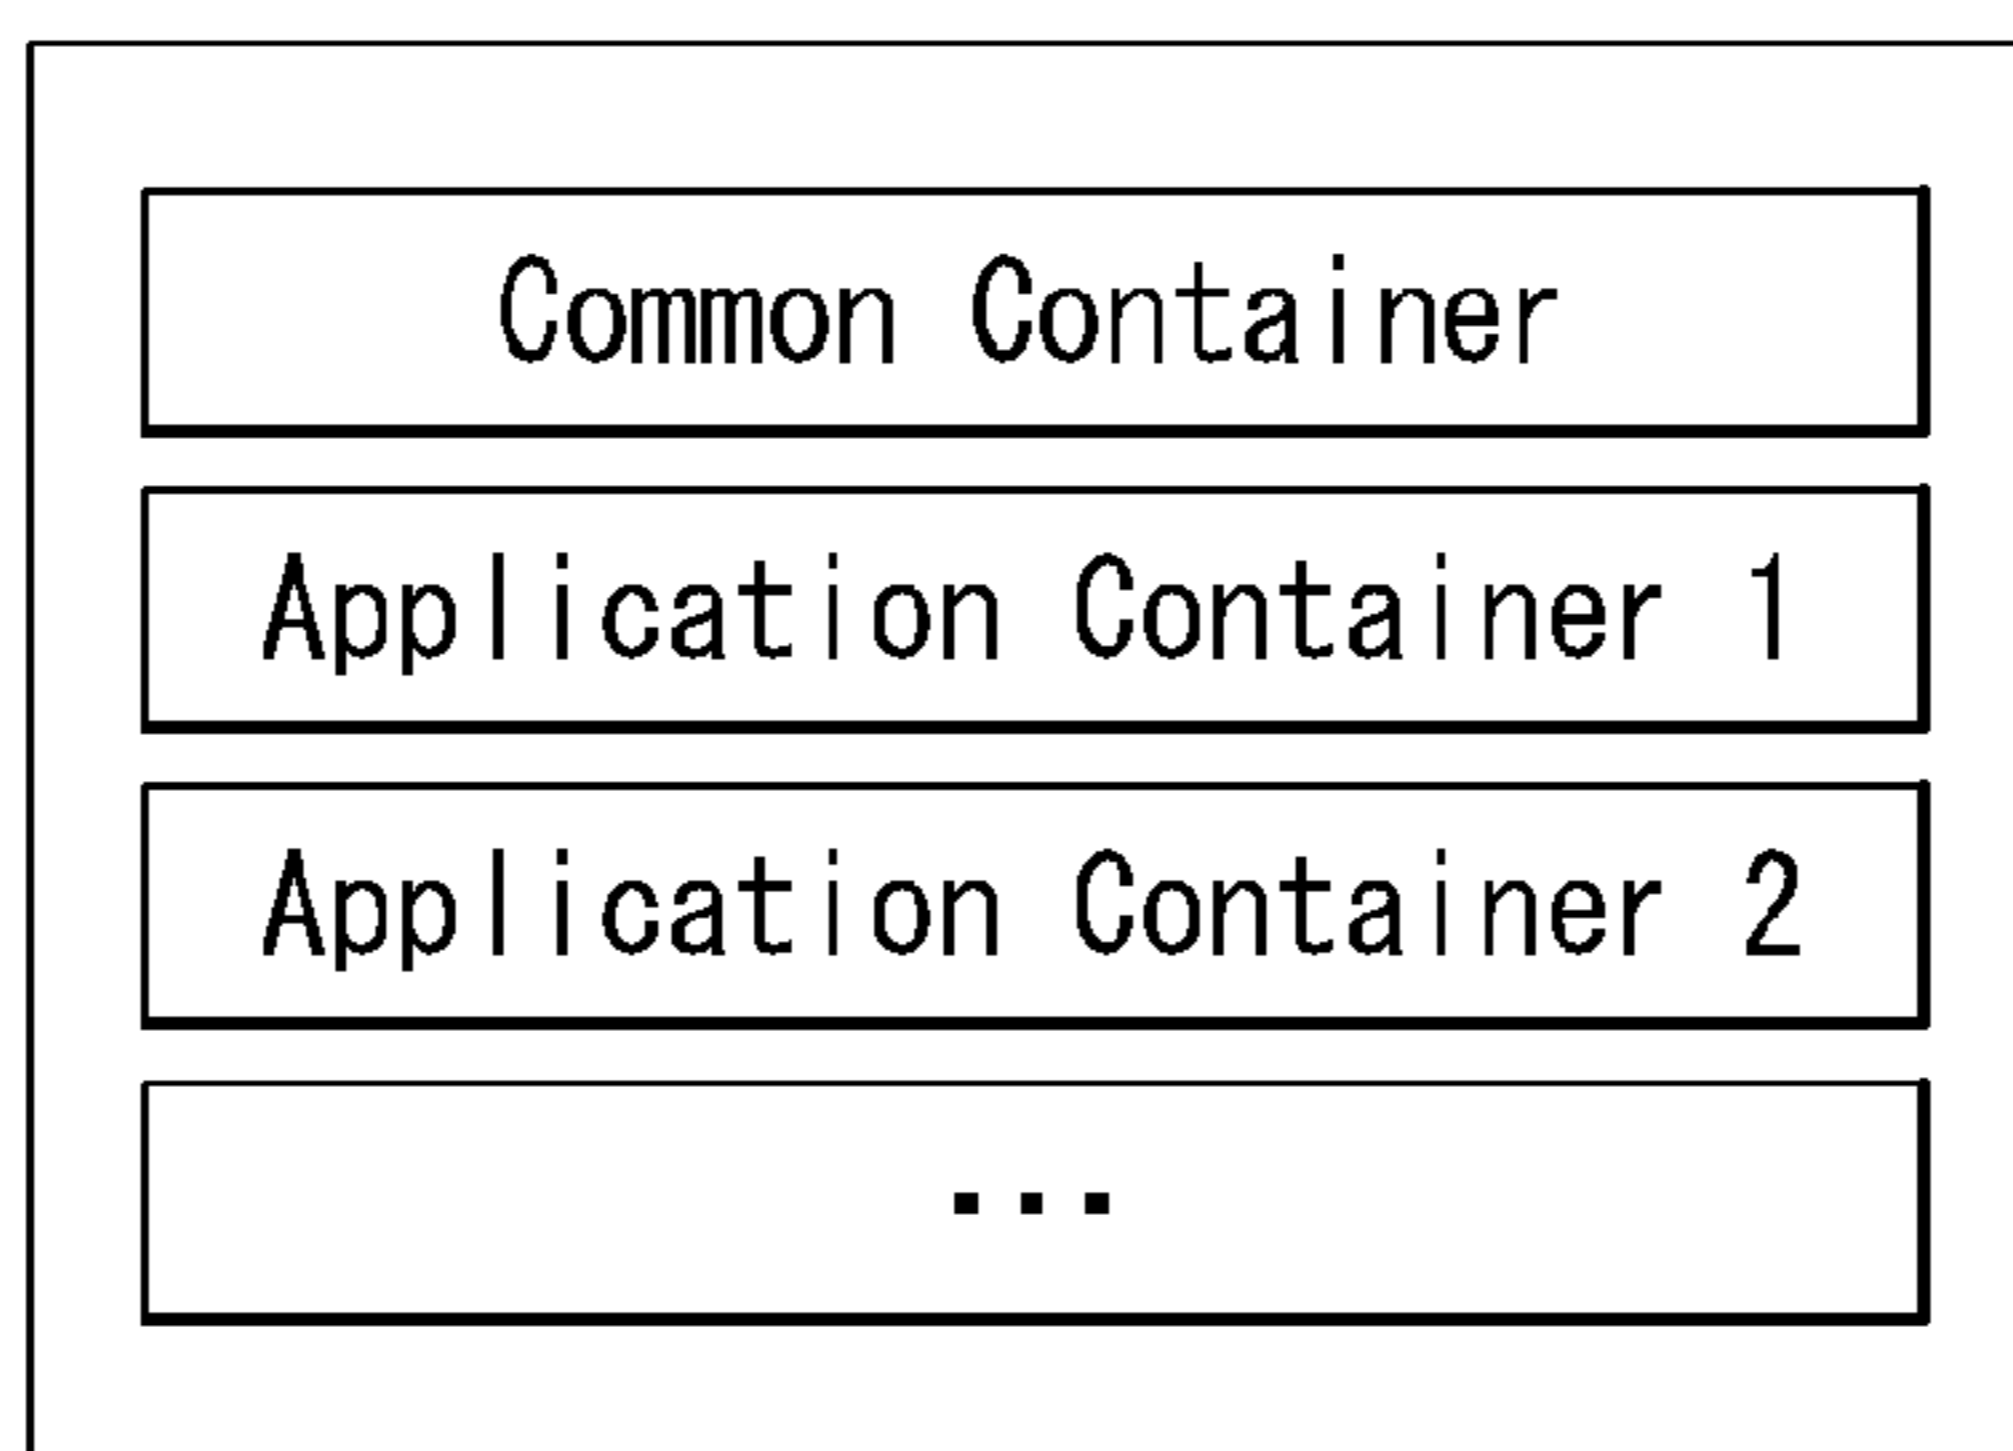 Common Container
Application Container 1
Application Container 2
...